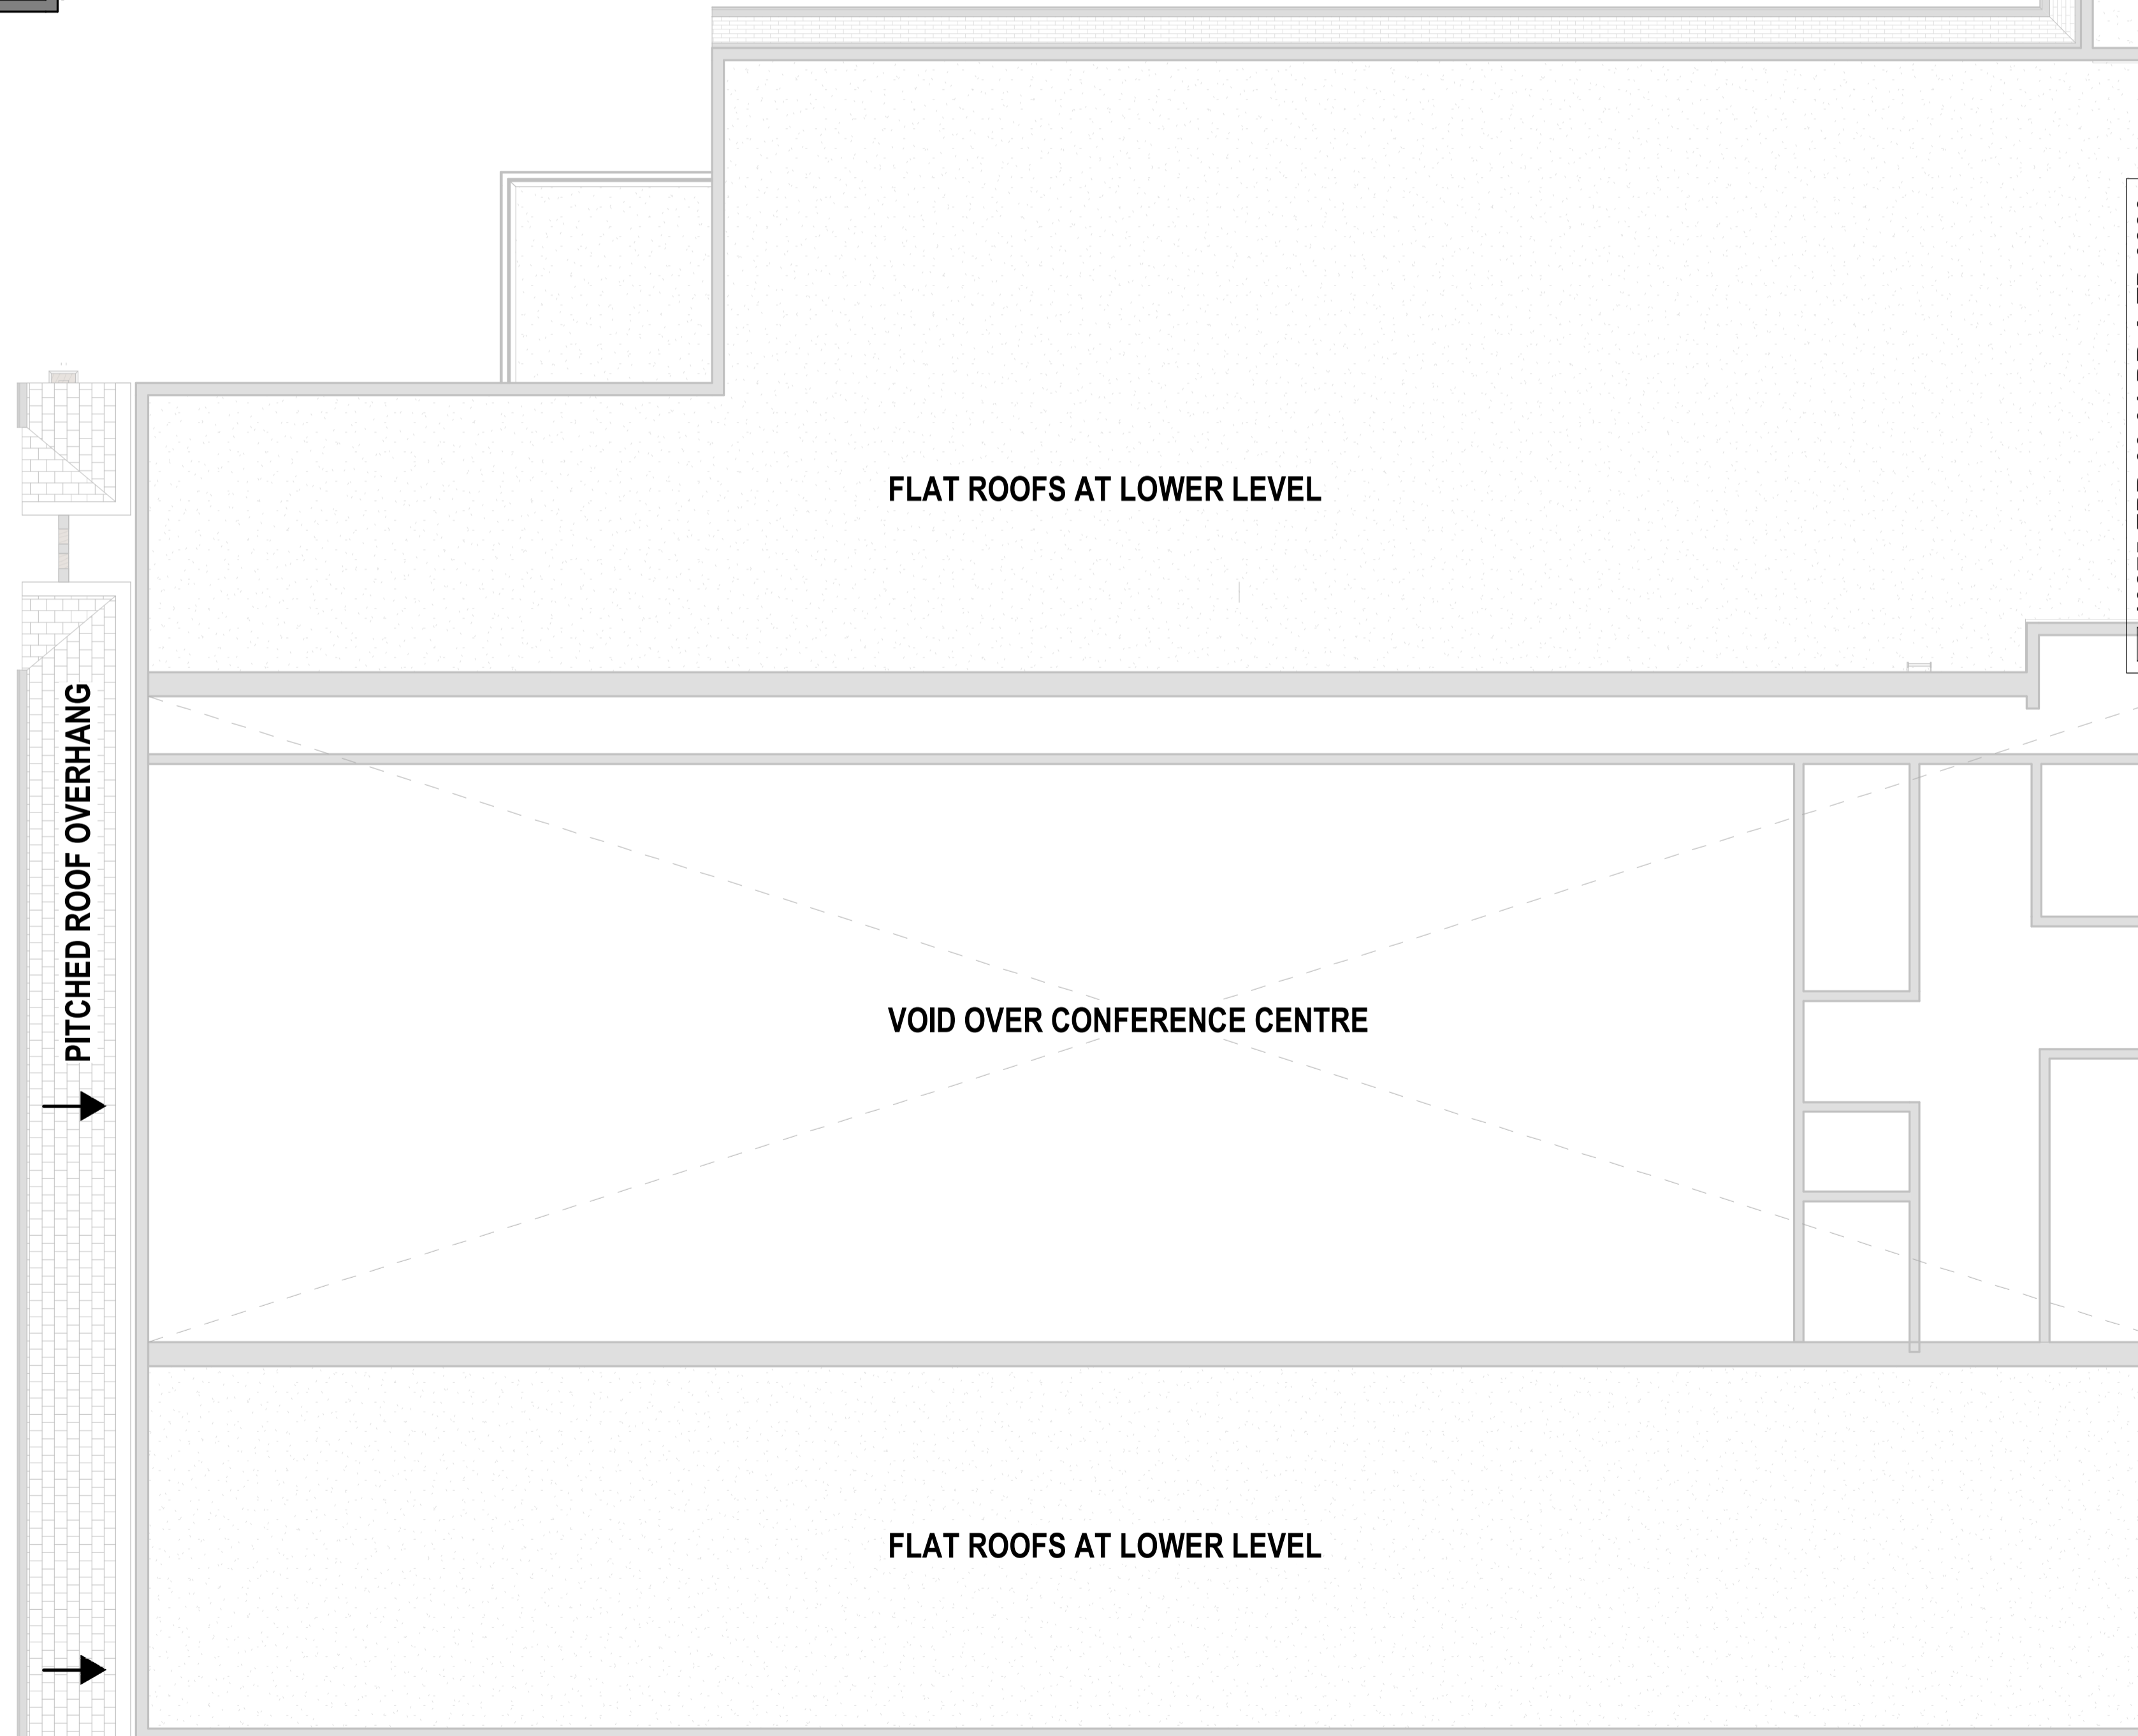 FLAT ROOFS AT LOWER LEVEL
PITCHED ROOF OVERHANG
VOID OVER CONFERENCE CENTRE
FLAT ROOFS AT LOWER LEVEL